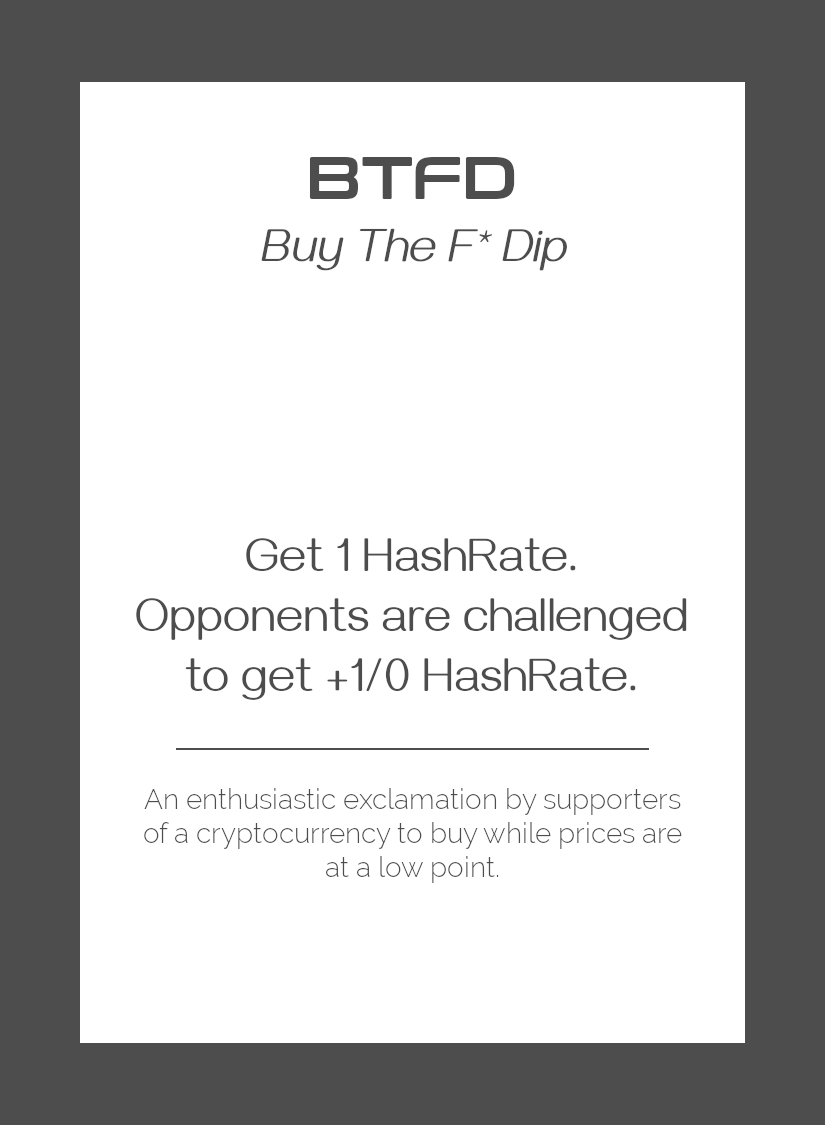 BTFD
Buy The F* Dip
Get 1 HashRate.
Opponents are challenged
to get +1/0 HashRate.
An enthusiastic exclamation by supporters
of a cryptocurrency to buy while prices are
at a low point.